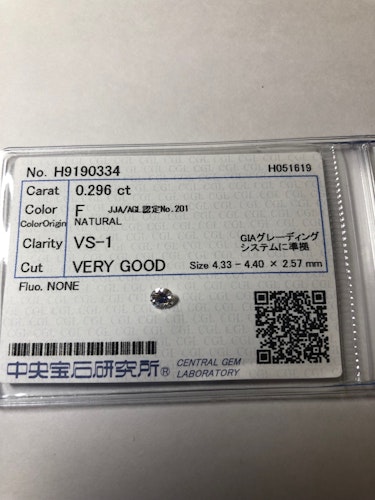 No. H9190334 H051619
Carat 0.296 ct
Color F JJA/AGL認定No.201
ColorOrigin NATURAL
Clarity VS-1 GIAグレーディング
システムに準拠
Cut VERY GOOD Size 4.33 - 4.40 × 2.57 mm
Fluo. NONE
中央宝石研究所® CENTRAL GEM
LABORATORY